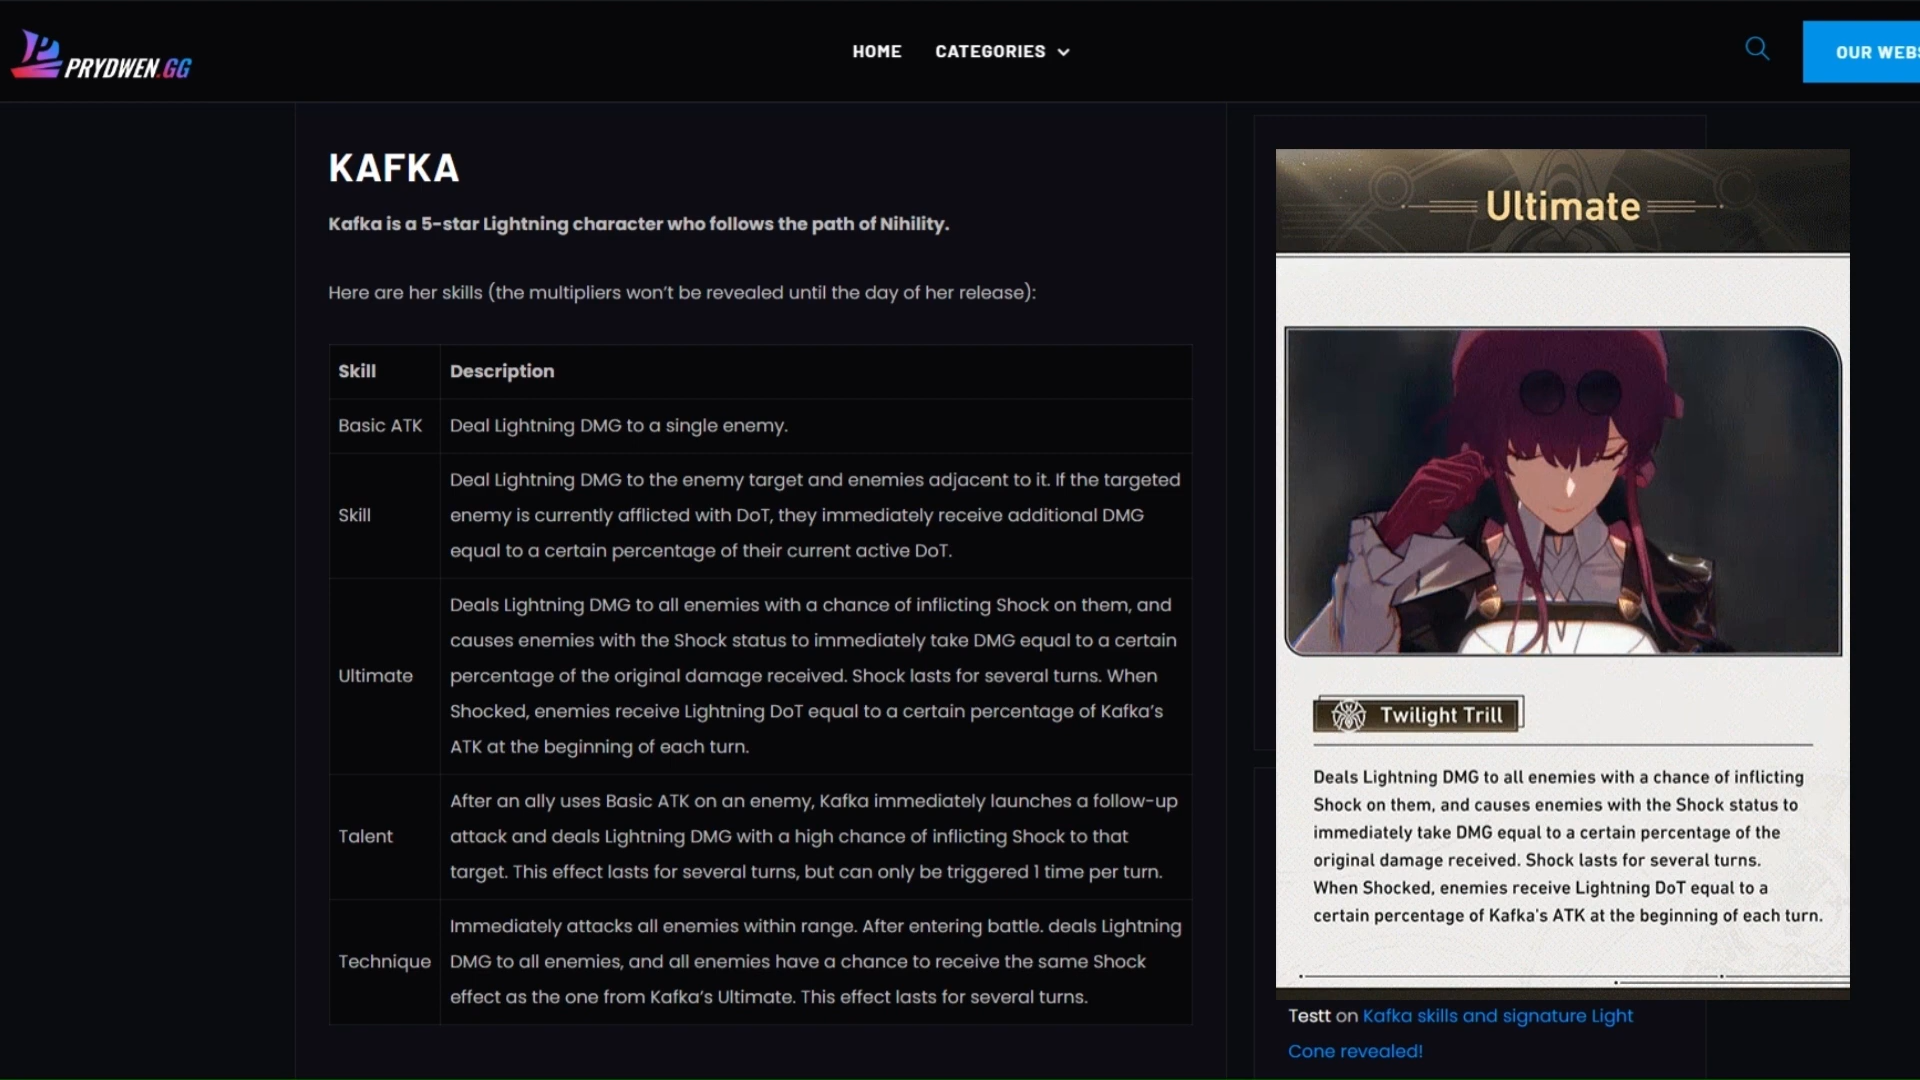 PRYDWEN.GG
HOME
CATEGORIES
OUR WEBS
KAFKA
Kafka is a 5-star Lightning character who follows the path of Nihility.
Here are her skills (the multipliers won’t be revealed until the day of her release):
Skill
Description
Basic ATK
Deal Lightning DMG to a single enemy.
Skill
Deal Lightning DMG to the enemy target and enemies adjacent to it. If the targeted
enemy is currently afflicted with DoT, they immediately receive additional DMG
equal to a certain percentage of their current active DoT.
Ultimate
Deals Lightning DMG to all enemies with a chance of inflicting Shock on them, and
causes enemies with the Shock status to immediately take DMG equal to a certain
percentage of the original damage received. Shock lasts for several turns. When
Shocked, enemies receive Lightning DoT equal to a certain percentage of Kafka’s
ATK at the beginning of each turn.
Talent
After an ally uses Basic ATK on an enemy, Kafka immediately launches a follow-up
attack and deals Lightning DMG with a high chance of inflicting Shock to that
target. This effect lasts for several turns, but can only be triggered 1 time per turn.
Technique
Immediately attacks all enemies within range. After entering battle. deals Lightning
DMG to all enemies, and all enemies have a chance to receive the same Shock
effect as the one from Kafka’s Ultimate. This effect lasts for several turns.
Ultimate
Twilight Trill
Deals Lightning DMG to all enemies with a chance of inflicting
Shock on them, and causes enemies with the Shock status to
immediately take DMG equal to a certain percentage of the
original damage received. Shock lasts for several turns.
When Shocked, enemies receive Lightning DoT equal to a
certain percentage of Kafka's ATK at the beginning of each turn.
Testt on Kafka skills and signature Light
Cone revealed!